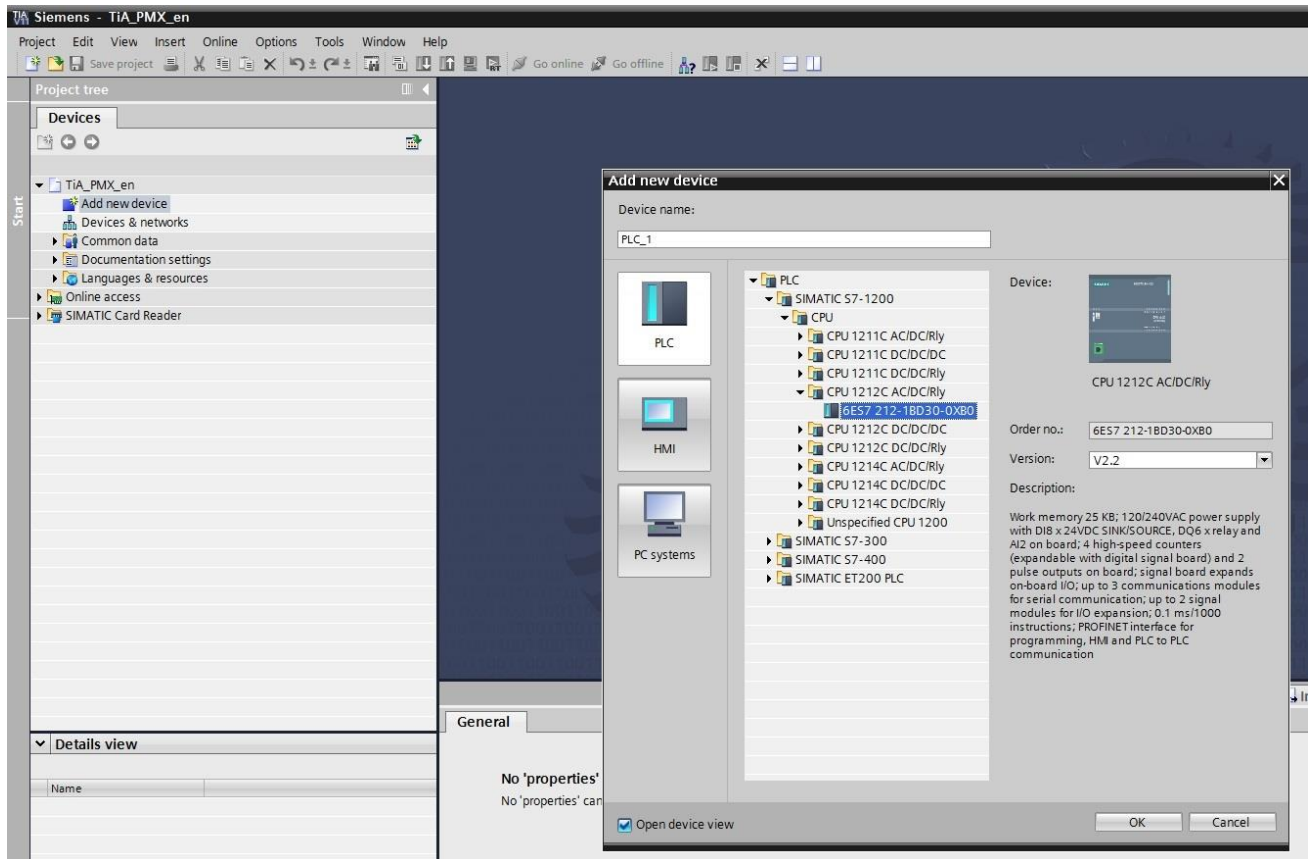 Siemens - TiA_PMX_en
Project Edit View Insert Online Options Tools Window Help
Save project Go online Go offline
Project tree
Devices
Start
TiA_PMX_en
Add new device
Devices & networks
Common data
Documentation settings
Languages & resources
Online access
SIMATIC Card Reader
Details view
Name
General
No 'properties'
No 'properties' can
Add new device
Device name:
PLC_1
PLC
HMI
PC systems
PLC
SIMATIC S7-1200
CPU
CPU 1211C AC/DC/Rly
CPU 1211C DC/DC/DC
CPU 1211C DC/DC/Rly
CPU 1212C AC/DC/Rly
6ES7 212-1BD30-0XB0
CPU 1212C DC/DC/DC
CPU 1212C DC/DC/Rly
CPU 1214C AC/DC/Rly
CPU 1214C DC/DC/DC
CPU 1214C DC/DC/Rly
Unspecified CPU 1200
SIMATIC S7-300
SIMATIC S7-400
SIMATIC ET200 PLC
Device:
CPU 1212C AC/DC/Rly
Order no.: 6ES7 212-1BD30-0XB0
Version: V2.2
Description:
Work memory 25 KB; 120/240VAC power supply
with DI8 x 24VDC SINK/SOURCE, DQ6 x relay and
AI2 on board; 4 high-speed counters
(expandable with digital signal board) and 2
pulse outputs on board; signal board expands
on-board I/O; up to 3 communications modules
for serial communication; up to 2 signal
modules for I/O expansion; 0.1 ms/1000
instructions; PROFINET interface for
programming, HMI and PLC to PLC
communication
Open device view
OK Cancel